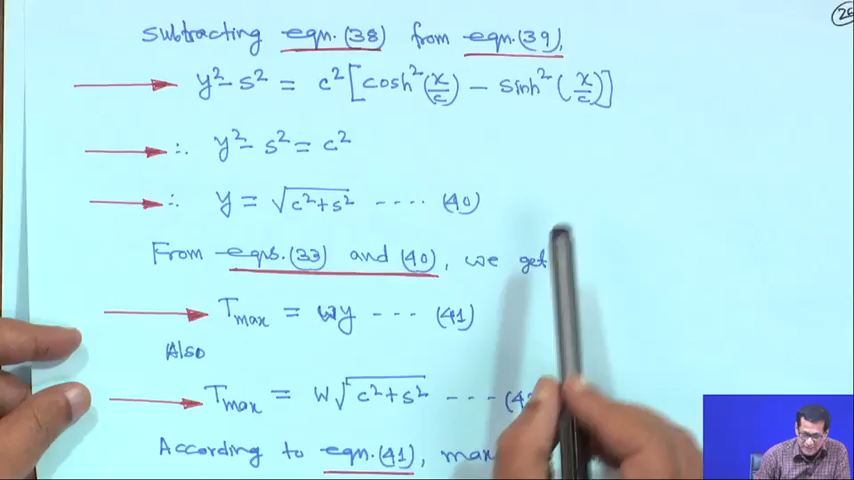 26
subtracting eqn.(38) from eqn.(39),
y²-s² = c²[cosh²(x/c) - sinh²(x/c)]
∴ y²-s² = c²
∴ y = √c²+s² .... (40)
From eqns.(33) and (40), we get
Tmax = wy ... (41)
Also
Tmax = W√c²+s² ...
According to eqn.(41),